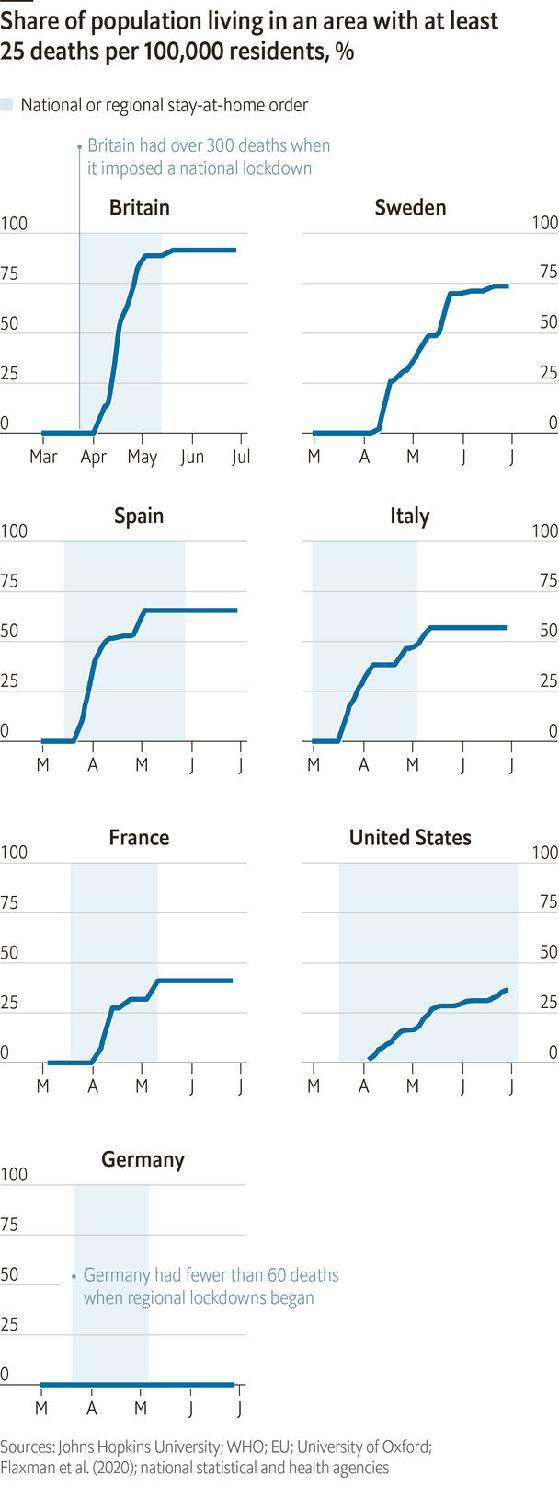 Share of population living in an area with at least
25 deaths per 100,000 residents, %
National or regional stay-at-home order
Britain had over 300 deaths when
it imposed a national lockdown
Britain
100
75
50
25
0
Mar Apr May Jun Jul
Sweden
100
75
50
25
0
M A M J J
Spain
100
75
50
25
0
M A M J J
Italy
100
75
50
25
0
M A M J J
France
100
75
50
25
0
M A M J J
United States
100
75
50
25
0
M A M J J
Germany
100
75
50
25
0
Germany had fewer than 60 deaths
when regional lockdowns began
M A M J J
Sources: Johns Hopkins University; WHO; EU; University of Oxford;
Flaxman et al. (2020); national statistical and health agencies